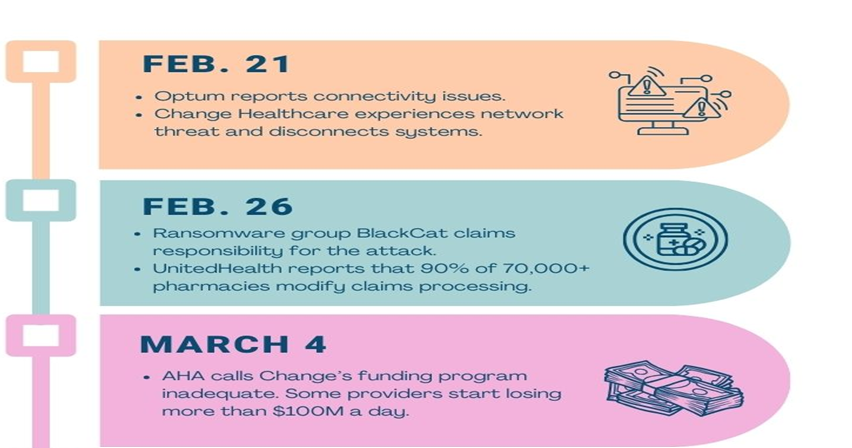 FEB. 21
• Optum reports connectivity issues.
• Change Healthcare experiences network
threat and disconnects systems.
FEB. 26
• Ransomware group BlackCat claims
responsibility for the attack.
• UnitedHealth reports that 90% of 70,000+
pharmacies modify claims processing.
MARCH 4
• AHA calls Change's funding program
inadequate. Some providers start losing
more than $100M a day.